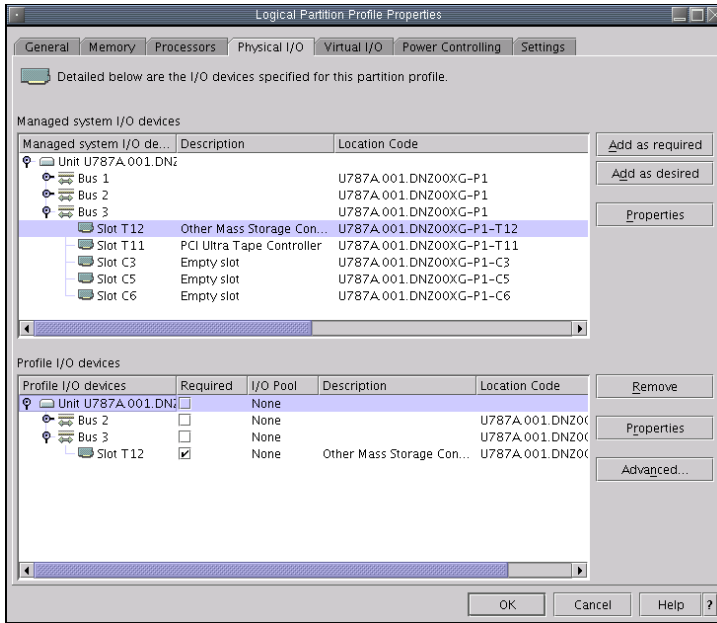 Logical Partition Profile Properties
General Memory Processors Physical I/O Virtual I/O Power Controlling Settings
Detailed below are the I/O devices specified for this partition profile.
Managed system I/O devices
Managed system I/O de... Description Location Code
Unit U787A.001.DNZ
Bus 1 U787A.001.DNZ00XG-P1
Bus 2 U787A.001.DNZ00XG-P1
Bus 3 U787A.001.DNZ00XG-P1
Slot T12 Other Mass Storage Con... U787A.001.DNZ00XG-P1-T12
Slot T11 PCI Ultra Tape Controller U787A.001.DNZ00XG-P1-T11
Slot C3 Empty slot U787A.001.DNZ00XG-P1-C3
Slot C5 Empty slot U787A.001.DNZ00XG-P1-C5
Slot C6 Empty slot U787A.001.DNZ00XG-P1-C6
Add as required
Add as desired
Properties
Profile I/O devices
Profile I/O devices Required I/O Pool Description Location Code
Unit U787A.001.DNZ None
Bus 2 None U787A.001.DNZ00
Bus 3 None U787A.001.DNZ00
Slot T12 None Other Mass Storage Con... U787A.001.DNZ00
Remove
Properties
Advanced...
OK Cancel Help ?